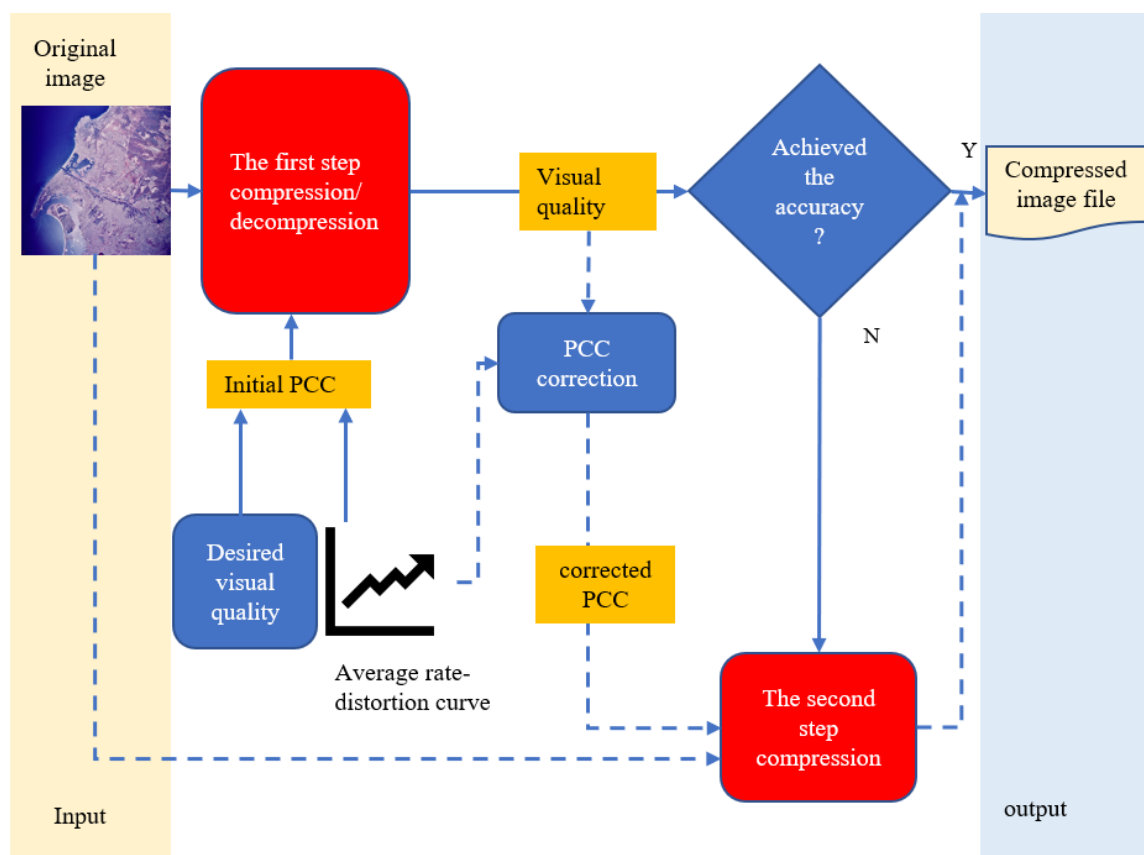 Original
image
The first step
compression/
decompression
Visual
quality
Achieved
the
accuracy
?
Y
Compressed
image file
N
PCC
correction
Initial PCC
Desired
visual
quality
corrected
PCC
Average rate-
distortion curve
The second
step
compression
Input
output